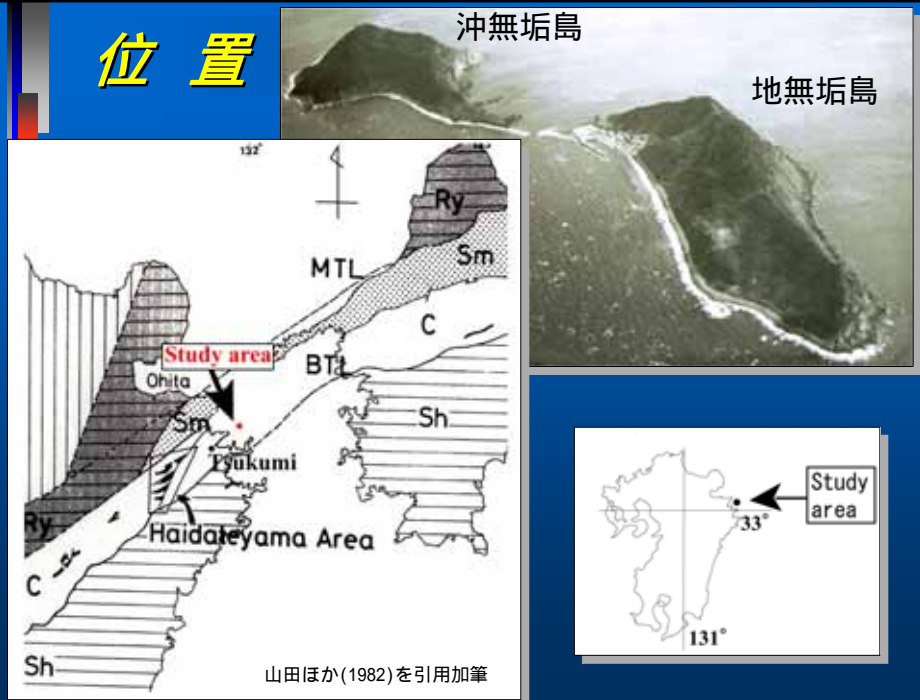 位 置
沖無垢島
地無垢島
132°
Ry
Sm
MTL
C
Study area
BTL
Ohita
Sm
Sh
Tsukumi
Ry
Haidateyama Area
C
Sh
山田ほか(1982)を引用加筆
Study
area
33°
131°